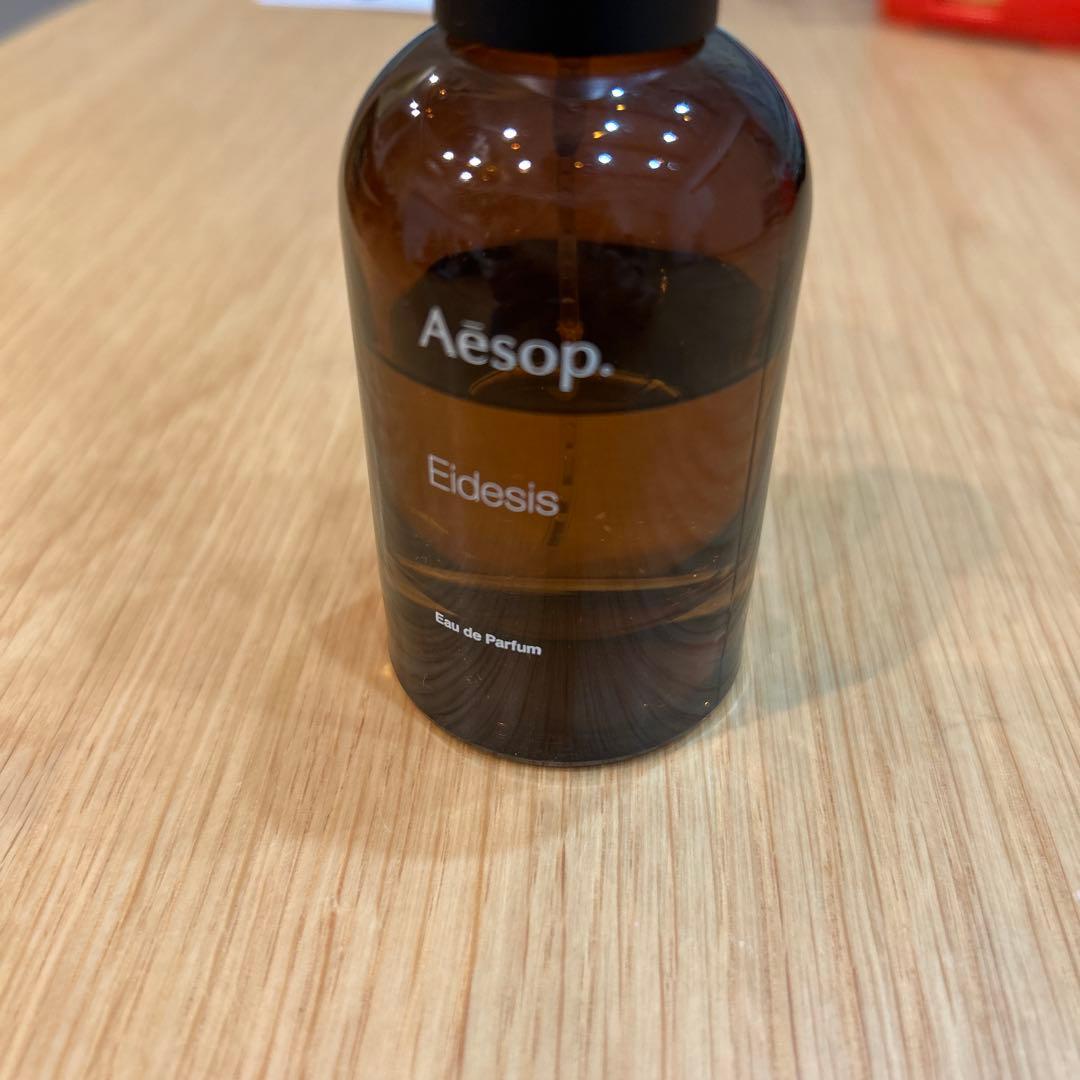 Aēsop.
Eidesis
Eau de Parfum